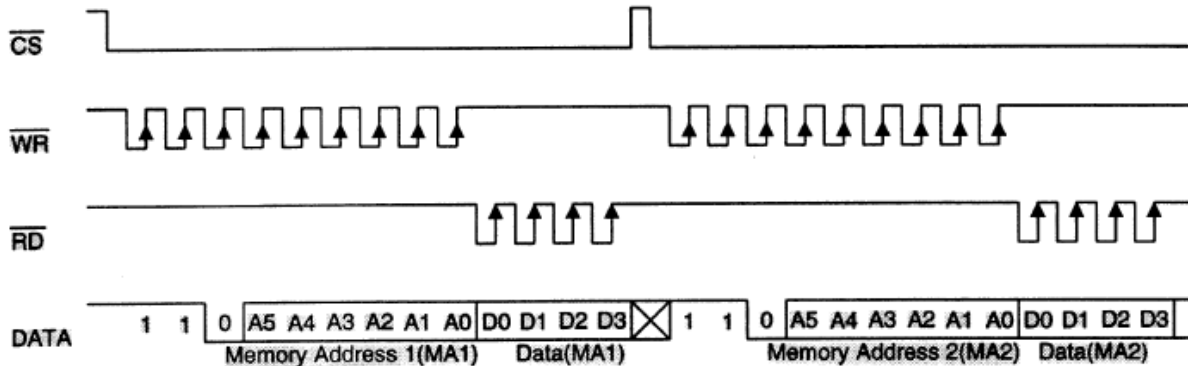 CS
WR
RD
DATA 1 1 0 A5 A4 A3 A2 A1 A0 D0 D1 D2 D3 1 1 0 A5 A4 A3 A2 A1 A0 D0 D1 D2 D3
Memory Address 1(MA1) Data(MA1) Memory Address 2(MA2) Data(MA2)